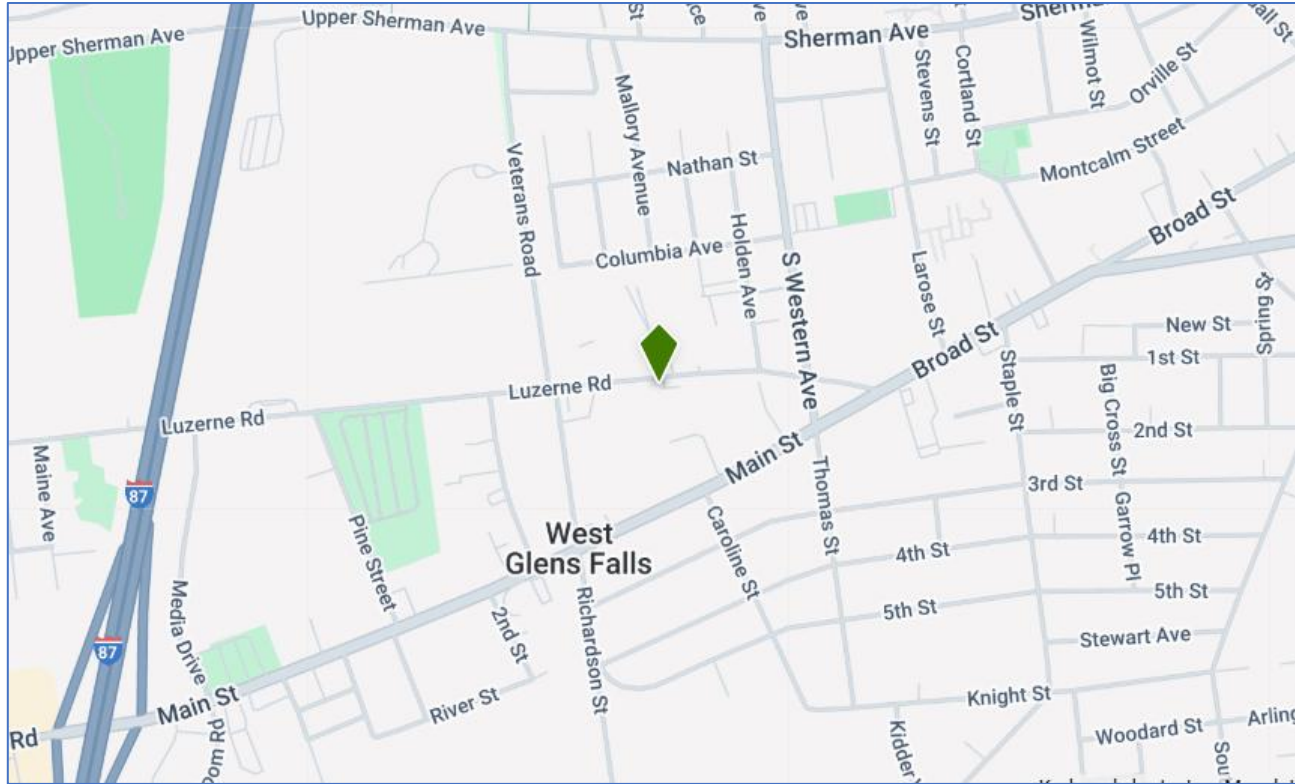 Upper Sherman Ave
Upper Sherman Ave
Sherman Ave
Mallory Avenue
Stevens St
Cortland St
Wilmot St
Orville St
Montcalm Street
Nathan St
Veterans Road
Columbia Ave
Holden Ave
S Western Ave
Larose St
Broad St
Broad St
Spring St
New St
1st St
Luzerne Rd
Luzerne Rd
Staple St
Big Cross St
2nd St
Maine Ave
87
Main St
Thomas St
3rd St
Garrow Pl
Pine Street
West
Glens Falls
Caroline St
4th St
4th St
Media Drive
2nd St
Richardson St
5th St
5th St
87
Stewart Ave
Main St
River St
Knight St
Rd
Woodard St